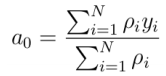 $a_0 = \frac{\sum_{i=1}^{N} \rho_i y_i}{\sum_{i=1}^{N} \rho_i}$